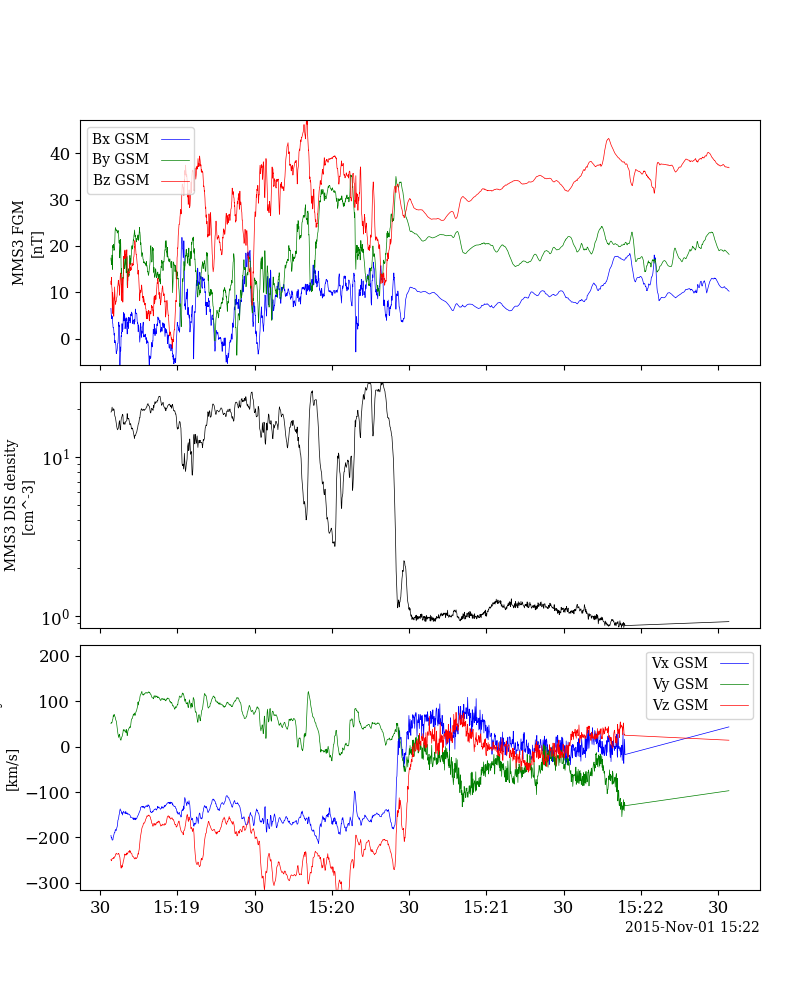 Bx GSM
By GSM
Bz GSM
MMS3 FGM
[nT]
40
30
20
10
0
MMS3 DIS density
[cm^-3]
10^1
10^0
Vx GSM
Vy GSM
Vz GSM
[km/s]
200
100
0
−100
−200
−300
30
15:19
30
15:20
30
15:21
30
15:22
30
2015-Nov-01 15:22